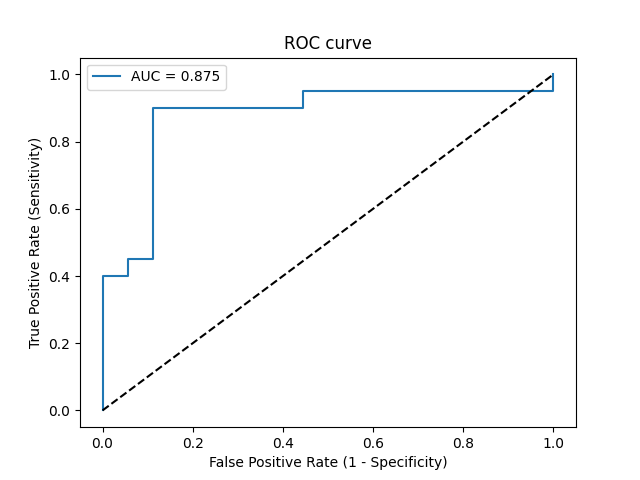 ROC curve
AUC = 0.875
1.0
0.8
0.6
0.4
0.2
0.0
True Positive Rate (Sensitivity)
0.0 0.2 0.4 0.6 0.8 1.0
False Positive Rate (1 - Specificity)